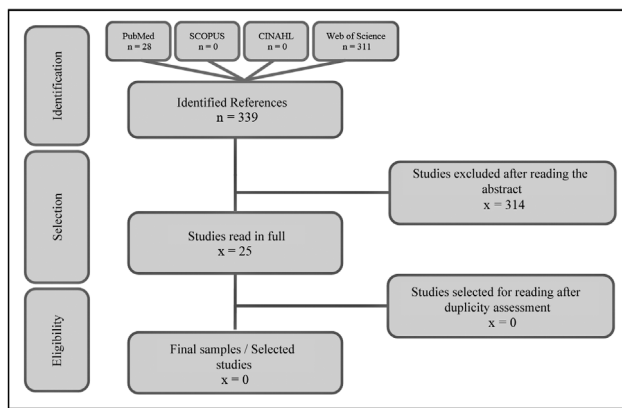 PubMed
n = 28
SCOPUS
n = 0
CINAHL
n = 0
Web of Science
n = 311
Identification
Identified References
n = 339
Studies excluded after reading the
abstract
x = 314
Selection
Studies read in full
x = 25
Studies selected for reading after
duplicity assessment
x = 0
Eligibility
Final samples / Selected
studies
x = 0